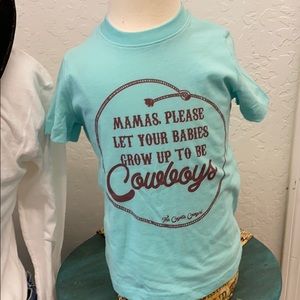 MAMAS, PLEASE
LET YOUR BABIES
GROW UP TO BE
Cowboys